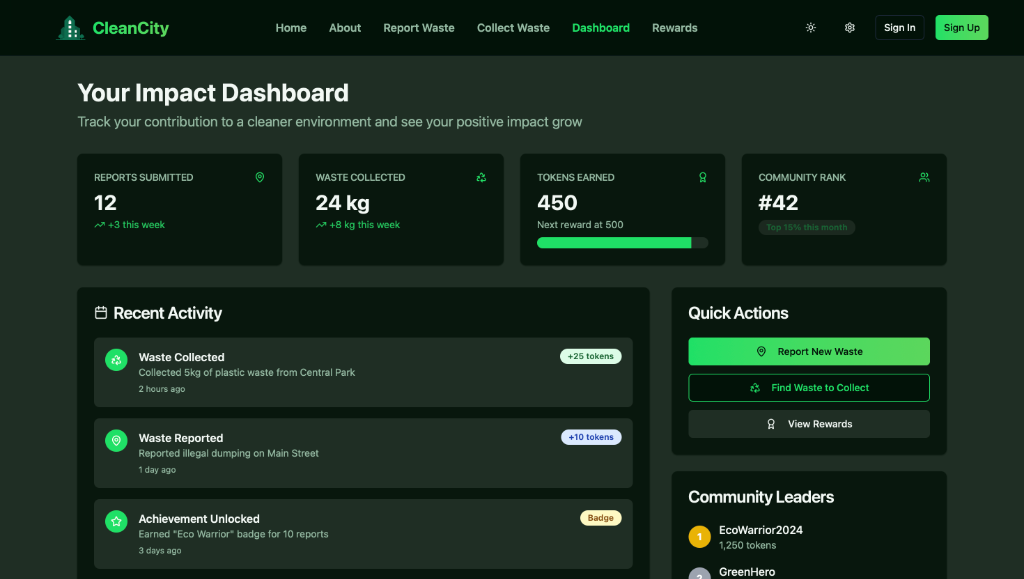 CleanCity
Home About Report Waste Collect Waste Dashboard Rewards
Sign In
Sign Up
Your Impact Dashboard
Track your contribution to a cleaner environment and see your positive impact grow
REPORTS SUBMITTED
12
+3 this week
WASTE COLLECTED
24 kg
+8 kg this week
TOKENS EARNED
450
Next reward at 500
COMMUNITY RANK
#42
Top 15% this month
Recent Activity
Waste Collected
+25 tokens
Collected 5kg of plastic waste from Central Park
2 hours ago
Waste Reported
+10 tokens
Reported illegal dumping on Main Street
1 day ago
Achievement Unlocked
Badge
Earned "Eco Warrior" badge for 10 reports
3 days ago
Quick Actions
Report New Waste
Find Waste to Collect
View Rewards
Community Leaders
1
EcoWarrior2024
1,250 tokens
2
GreenHero